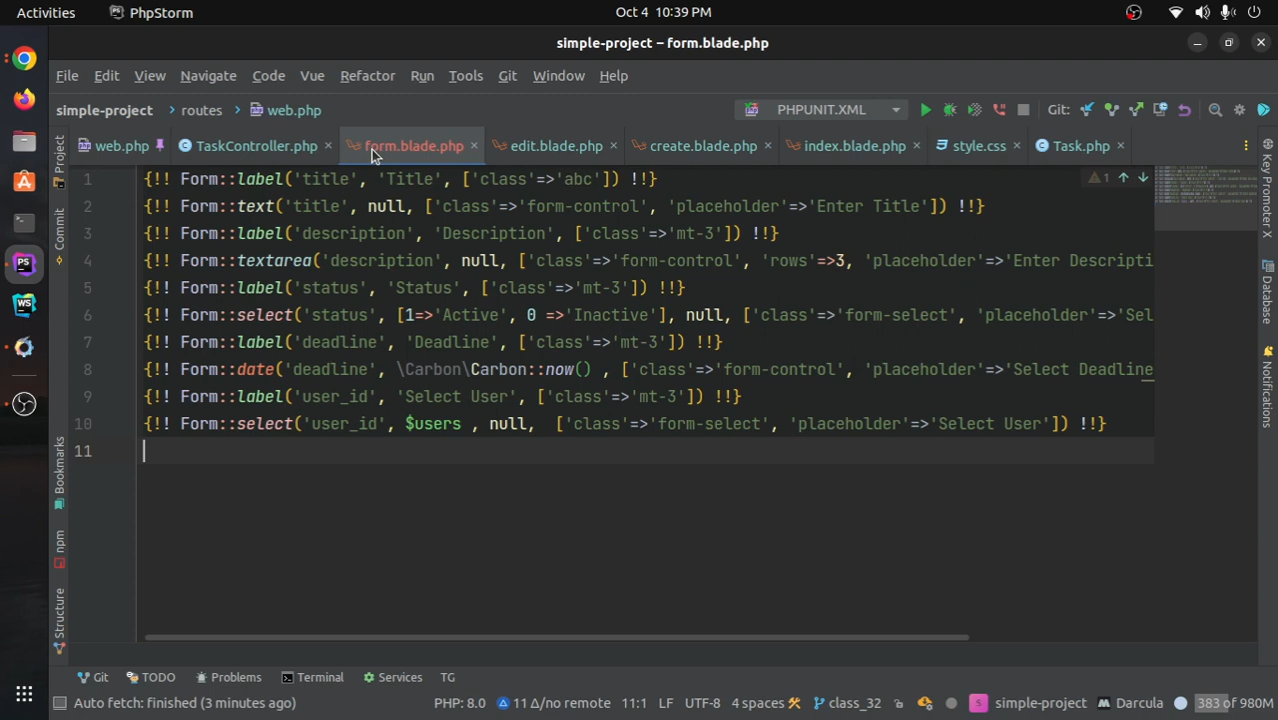 Activities PhpStorm Oct 4 10:39 PM
simple-project – form.blade.php
File Edit View Navigate Code Vue Refactor Run Tools Git Window Help
simple-project routes web.php PHPUNIT.XML Git:
web.php TaskController.php form.blade.php edit.blade.php create.blade.php index.blade.php style.css Task.php
1 {!! Form::label('title', 'Title', ['class'=>'abc']) !!} 1
2 {!! Form::text('title', null, ['class'=>'form-control', 'placeholder'=>'Enter Title']) !!}
3 {!! Form::label('description', 'Description', ['class'=>'mt-3']) !!}
4 {!! Form::textarea('description', null, ['class'=>'form-control', 'rows'=>3, 'placeholder'=>'Enter Descripti
5 {!! Form::label('status', 'Status', ['class'=>'mt-3']) !!}
6 {!! Form::select('status', [1=>'Active', 0 =>'Inactive'], null, ['class'=>'form-select', 'placeholder'=>'Sel
7 {!! Form::label('deadline', 'Deadline', ['class'=>'mt-3']) !!}
8 {!! Form::date('deadline', \Carbon\Carbon::now() , ['class'=>'form-control', 'placeholder'=>'Select Deadline
9 {!! Form::label('user_id', 'Select User', ['class'=>'mt-3']) !!}
10 {!! Form::select('user_id', $users , null,  ['class'=>'form-select', 'placeholder'=>'Select User']) !!}
11
Project
Commit
Bookmarks
npm
Structure
Key Promoter X
Database
Notifications
PS
WS
Git TODO Problems Terminal Services TG
Auto fetch: finished (3 minutes ago) PHP: 8.0 11 Δ/no remote 11:1 LF UTF-8 4 spaces class_32 S simple-project Darcula 383 of 980M